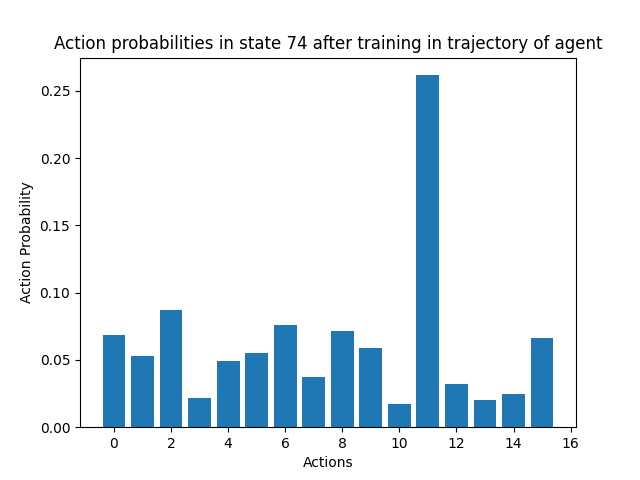 Action probabilities in state 74 after training in trajectory of agent
0.25
0.20
0.15
0.10
0.05
0.00
Action Probability
0 2 4 6 8 10 12 14 16
Actions